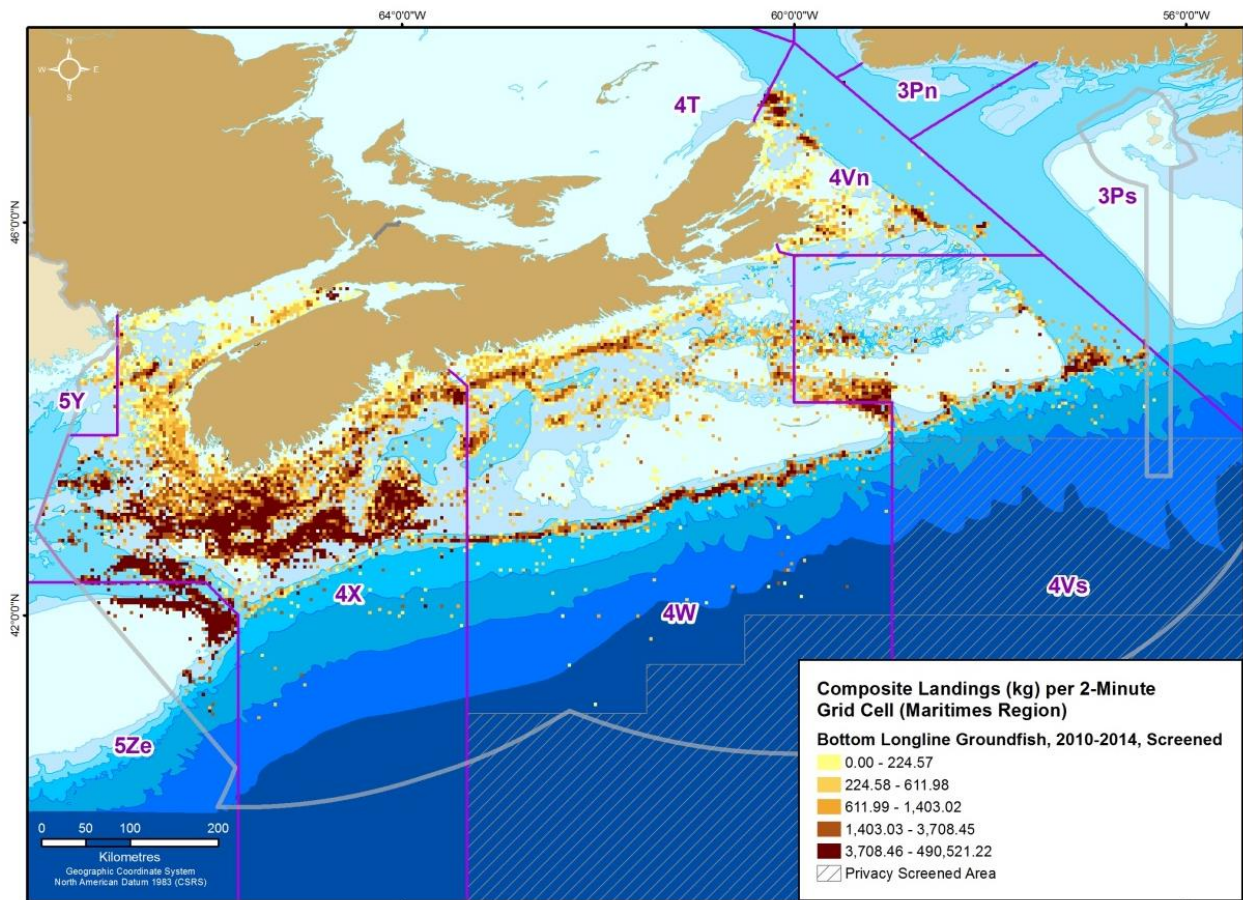 64°0'0"W
60°0'0"W
56°0'0"W
N
W E
S
3Pn
4T
4Vn
3Ps
46°0'0"N
5Y
42°0'0"N
4X
4W
4Vs
5Ze
0 50 100 200
Kilometres
Geographic Coordinate System
North American Datum 1983 (CSRS)
Composite Landings (kg) per 2-Minute
Grid Cell (Maritimes Region)
Bottom Longline Groundfish, 2010-2014, Screened
0.00 - 224.57
224.58 - 611.98
611.99 - 1,403.02
1,403.03 - 3,708.45
3,708.46 - 490,521.22
Privacy Screened Area